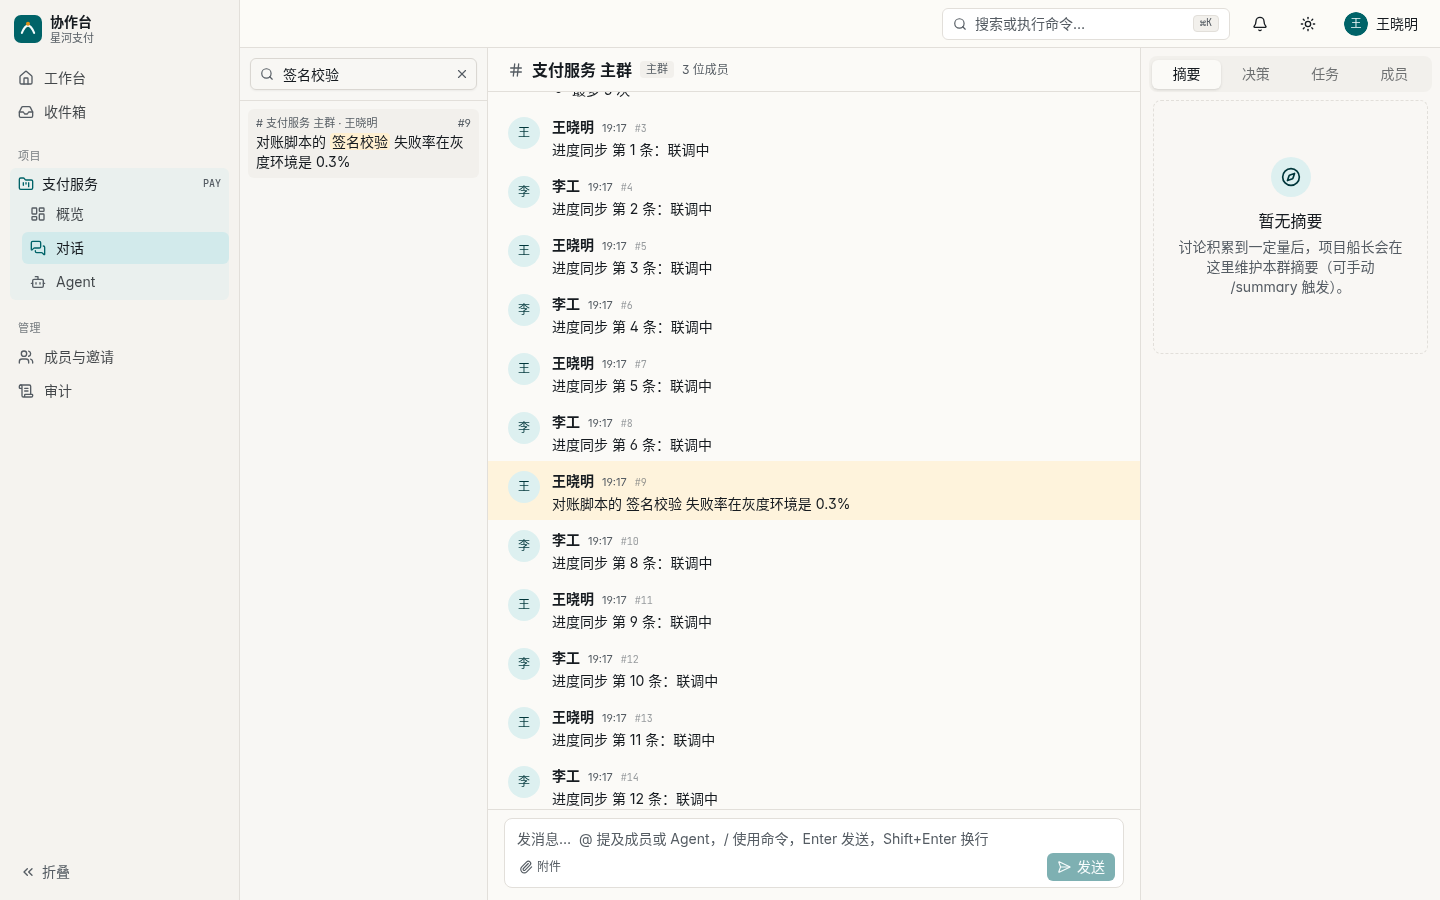 协作台
星河支付
工作台
收件箱
项目
支付服务 PAY
概览
对话
Agent
管理
成员与邀请
审计
折叠
搜索或执行命令... ⌘K
王 王晓明
签名校验
# 支付服务 主群 · 王晓明 #9
对账脚本的 签名校验 失败率在灰
度环境是 0.3%
支付服务 主群 主群 3 位成员
王 王晓明 19:17 #3
进度同步 第 1 条：联调中
李 李工 19:17 #4
进度同步 第 2 条：联调中
王 王晓明 19:17 #5
进度同步 第 3 条：联调中
李 李工 19:17 #6
进度同步 第 4 条：联调中
王 王晓明 19:17 #7
进度同步 第 5 条：联调中
李 李工 19:17 #8
进度同步 第 6 条：联调中
王 王晓明 19:17 #9
对账脚本的 签名校验 失败率在灰度环境是 0.3%
李 李工 19:17 #10
进度同步 第 8 条：联调中
王 王晓明 19:17 #11
进度同步 第 9 条：联调中
李 李工 19:17 #12
进度同步 第 10 条：联调中
王 王晓明 19:17 #13
进度同步 第 11 条：联调中
李 李工 19:17 #14
进度同步 第 12 条：联调中
发消息... @ 提及成员或 Agent，/ 使用命令，Enter 发送，Shift+Enter 换行
附件
发送
摘要 决策 任务 成员
暂无摘要
讨论积累到一定量后，项目船长会在
这里维护本群摘要（可手动
/summary 触发）。